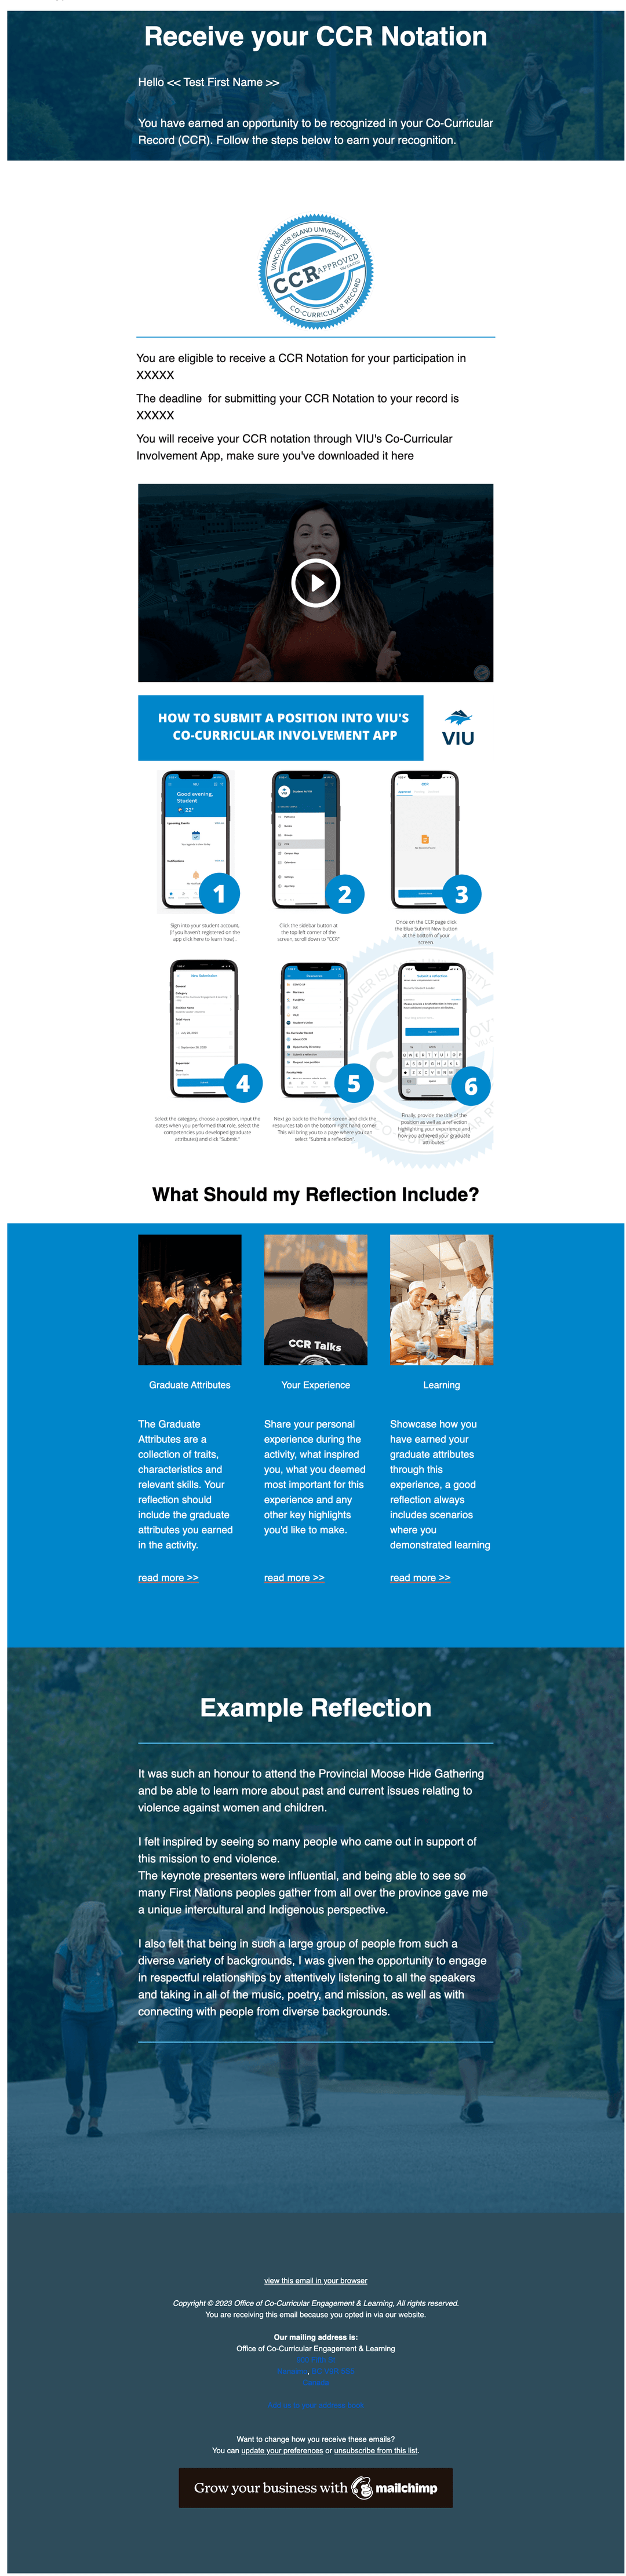 Receive your CCR Notation
Hello << Test First Name >>
You have earned an opportunity to be recognized in your Co-Curricular
Record (CCR). Follow the steps below to earn your recognition.
VANCOUVER ISLAND UNIVERSITY
CCR APPROVED
CO-CURRICULAR RECORD
You are eligible to receive a CCR Notation for your participation in
XXXXX
The deadline  for submitting your CCR Notation to your record is
XXXXX
You will receive your CCR notation through VIU's Co-Curricular
Involvement App, make sure you've downloaded it here
HOW TO SUBMIT A POSITION INTO VIU'S
CO-CURRICULAR INVOLVEMENT APP
VIU
Good evening,
Student
22°
1
2
3
Sign into your student account,
(if you haven't registered on the
app click here to learn how).
Click the sidebar button at
the top left corner of the
screen, scroll down to "CCR"
Once on the CCR page click
the Blue Submit New button
at the bottom of your
screen.
New Submission
Resources
Submit a reflection
4
5
6
Select the category, choose a position, input the
dates when you performed that role, select the
competencies you developed (graduate
attributes) and click "Submit."
Next go back to the home screen and click the
resources tab on the bottom right hand corner.
This will bring you to a page where you can
select "Submit a reflection".
Finally, provide the title of the
position as well as a reflection
highlighting your experience and
how you achieved your graduate
attributes.
What Should my Reflection Include?
CCR Talks
Graduate Attributes
The Graduate
Attributes are a
collection of traits,
characteristics and
relevant skills. Your
reflection should
include the graduate
attributes you earned
in the activity.
read more >>
Your Experience
Share your personal
experience during the
activity, what inspired
you, what you deemed
most important for this
experience and any
other key highlights
you'd like to make.
read more >>
Learning
Showcase how you
have earned your
graduate attributes
through this
experience, a good
reflection always
includes scenarios
where you
demonstrated learning
read more >>
Example Reflection
It was such an honour to attend the Provincial Moose Hide Gathering
and be able to learn more about past and current issues relating to
violence against women and children.
I felt inspired by seeing so many people who came out in support of
this mission to end violence.
The keynote presenters were influential, and being able to see so
many First Nations peoples gather from all over the province gave me
a unique intercultural and Indigenous perspective.
I also felt that being in such a large group of people from such a
diverse variety of backgrounds, I was given the opportunity to engage
in respectful relationships by attentively listening to all the speakers
and taking in all of the music, poetry, and mission, as well as with
connecting with people from diverse backgrounds.
view this email in your browser
Copyright © 2023 Office of Co-Curricular Engagement & Learning, All rights reserved.
You are receiving this email because you opted in via our website.
Our mailing address is:
Office of Co-Curricular Engagement & Learning
Want to change how you receive these emails?
You can update your preferences or unsubscribe from this list.
Grow your business with mailchimp